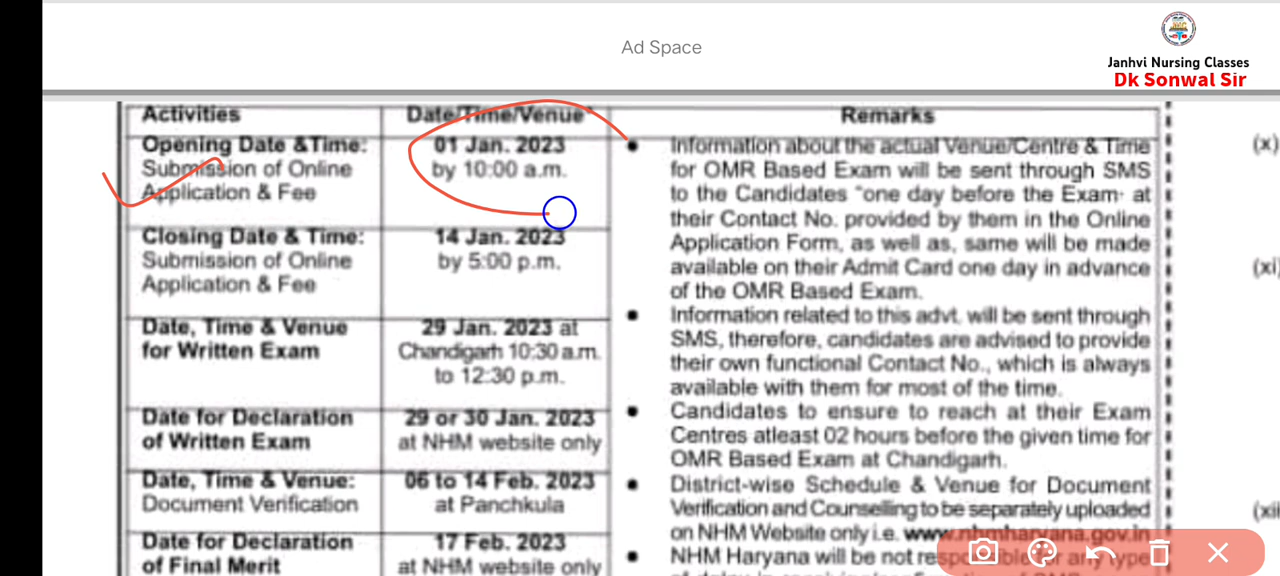 Ad Space
Janhvi Nursing Classes
Dk Sonwal Sir
Activities
Date/Time/Venue
Remarks
Opening Date &Time:
Submission of Online
Application & Fee
01 Jan. 2023
by 10:00 a.m.
Closing Date & Time:
Submission of Online
Application & Fee
14 Jan. 2023
by 5:00 p.m.
Date, Time & Venue
for Written Exam
29 Jan. 2023 at
Chandigarh 10:30 a.m.
to 12:30 p.m.
Date for Declaration
of Written Exam
29 or 30 Jan. 2023
at NHM website only
Date, Time & Venue:
Document Verification
06 to 14 Feb. 2023
at Panchkula
Date for Declaration
of Final Merit
17 Feb. 2023
at NHM website only
• Information about the actual Venue/Centre & Time
for OMR Based Exam will be sent through SMS
to the Candidates "one day before the Exam" at
their Contact No. provided by them in the Online
Application Form, as well as, same will be made
available on their Admit Card one day in advance
of the OMR Based Exam.
• Information related to this advt. will be sent through
SMS, therefore, candidates are advised to provide
their own functional Contact No., which is always
available with them for most of the time.
• Candidates to ensure to reach at their Exam
Centres atleast 02 hours before the given time for
OMR Based Exam at Chandigarh.
• District-wise Schedule & Venue for Document
Verification and Counselling to be separately uploaded
on NHM Website only i.e. www.nhmharyana.gov.in
• NHM Haryana will be not responsible for any type
(x)
(xi)